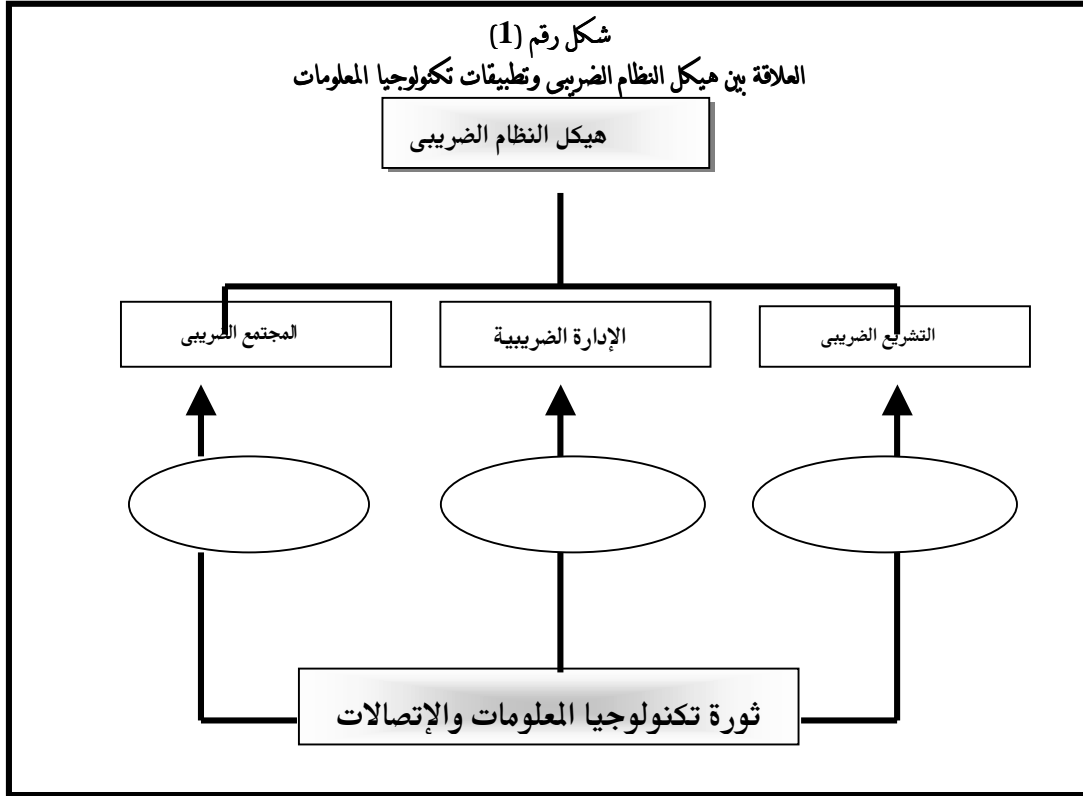 شكل رقم (1)
العلاقة بين هيكل النظام الضريبى وتطبيقات تكنولوجيا المعلومات
هيكل النظام الضريبى
التشريع الضريبى
الإدارة الضريبية
المجتمع الضريبى
ثورة تكنولوجيا المعلومات والإتصالات